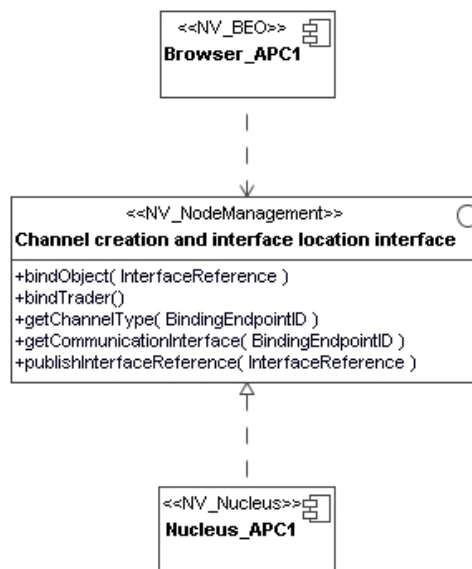 <<NV_BEO>>
Browser_APC1
<<NV_NodeManagement>>
Channel creation and interface location interface
+bindObject( InterfaceReference )
+bindTrader()
+getChannelType( BindingEndpointID )
+getCommunicationInterface( BindingEndpointID )
+publishInterfaceReference( InterfaceReference )
<<NV_Nucleus>>
Nucleus_APC1